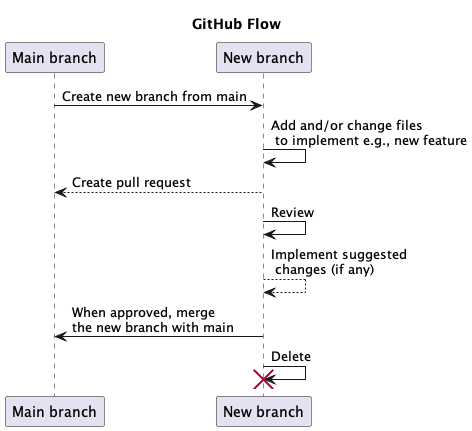 GitHub Flow
Main branch
New branch
Create new branch from main
Add and/or change files
to implement e.g., new feature
Create pull request
Review
Implement suggested
changes (if any)
When approved, merge
the new branch with main
Delete
Main branch
New branch